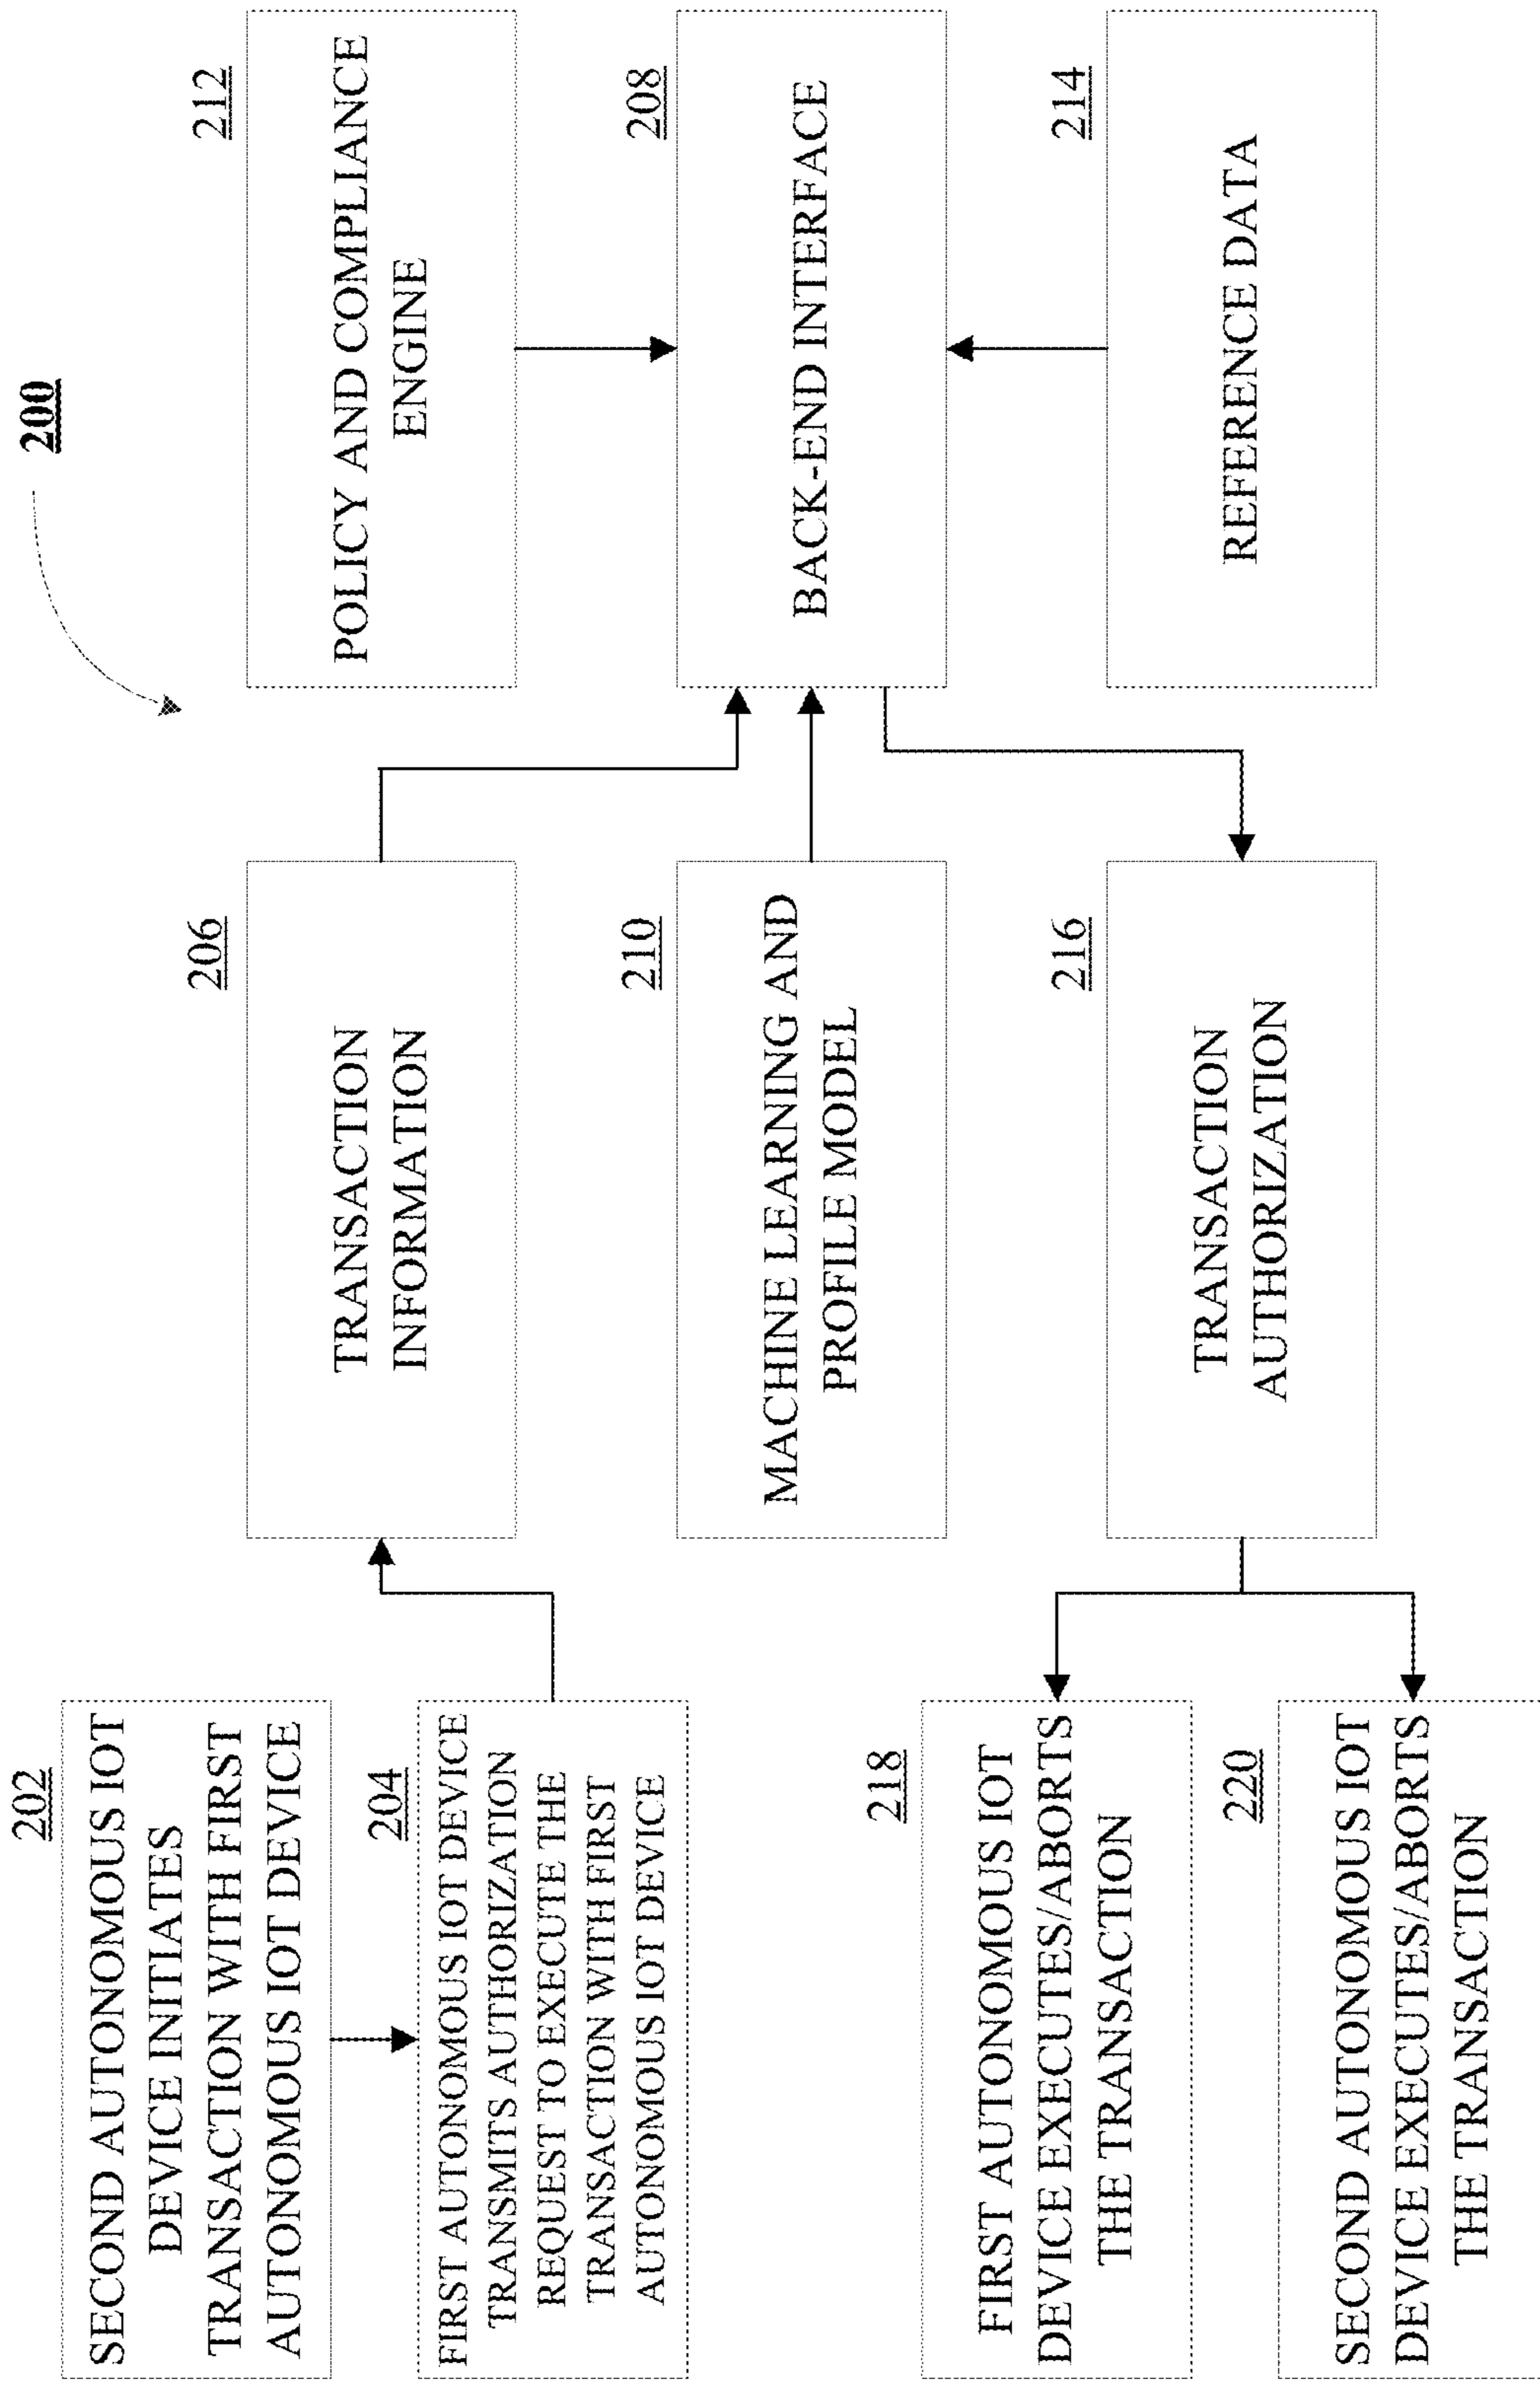 200
202
SECOND AUTONOMOUS IOT
DEVICE INITIATES
TRANSACTION WITH FIRST
AUTONOMOUS IOT DEVICE
204
FIRST AUTONOMOUS IOT DEVICE
TRANSMITS AUTHORIZATION
REQUEST TO EXECUTE THE
TRANSACTION WITH FIRST
AUTONOMOUS IOT DEVICE
206
TRANSACTION
INFORMATION
212
POLICY AND COMPLIANCE
ENGINE
210
MACHINE LEARNING AND
PROFILE MODEL
208
BACK-END INTERFACE
218
FIRST AUTONOMOUS IOT
DEVICE EXECUTES/ABORTS
THE TRANSACTION
220
SECOND AUTONOMOUS IOT
DEVICE EXECUTES/ABORTS
THE TRANSACTION
216
TRANSACTION
AUTHORIZATION
214
REFERENCE DATA